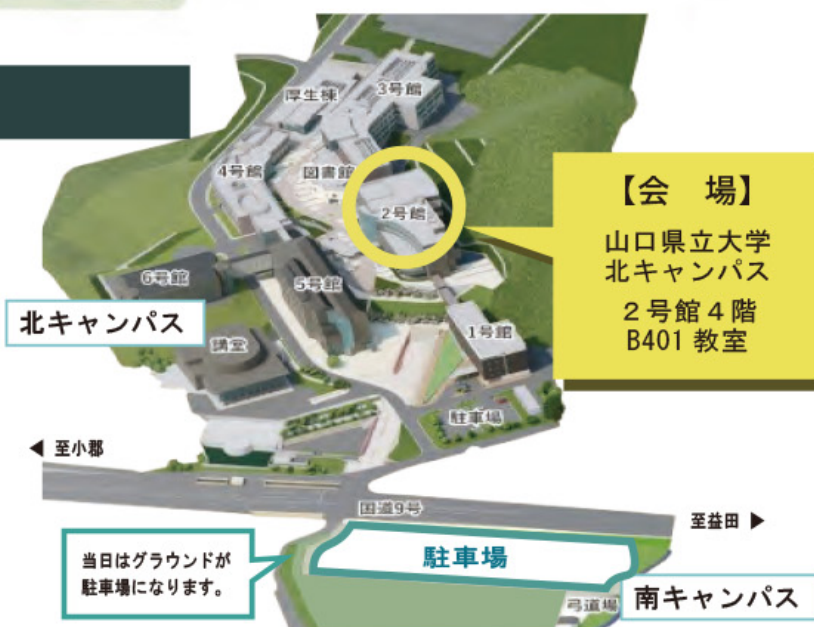 厚生棟
3号館
4号館
図書館
2号館
【会　場】
山口県立大学
北キャンパス
２号館４階
B401 教室
6号館
5号館
北キャンパス
1号館
講堂
駐車場
◀ 至小郡
国道9号
至益田 ▶
当日はグラウンドが
駐車場になります。
駐車場
弓道場
南キャンパス